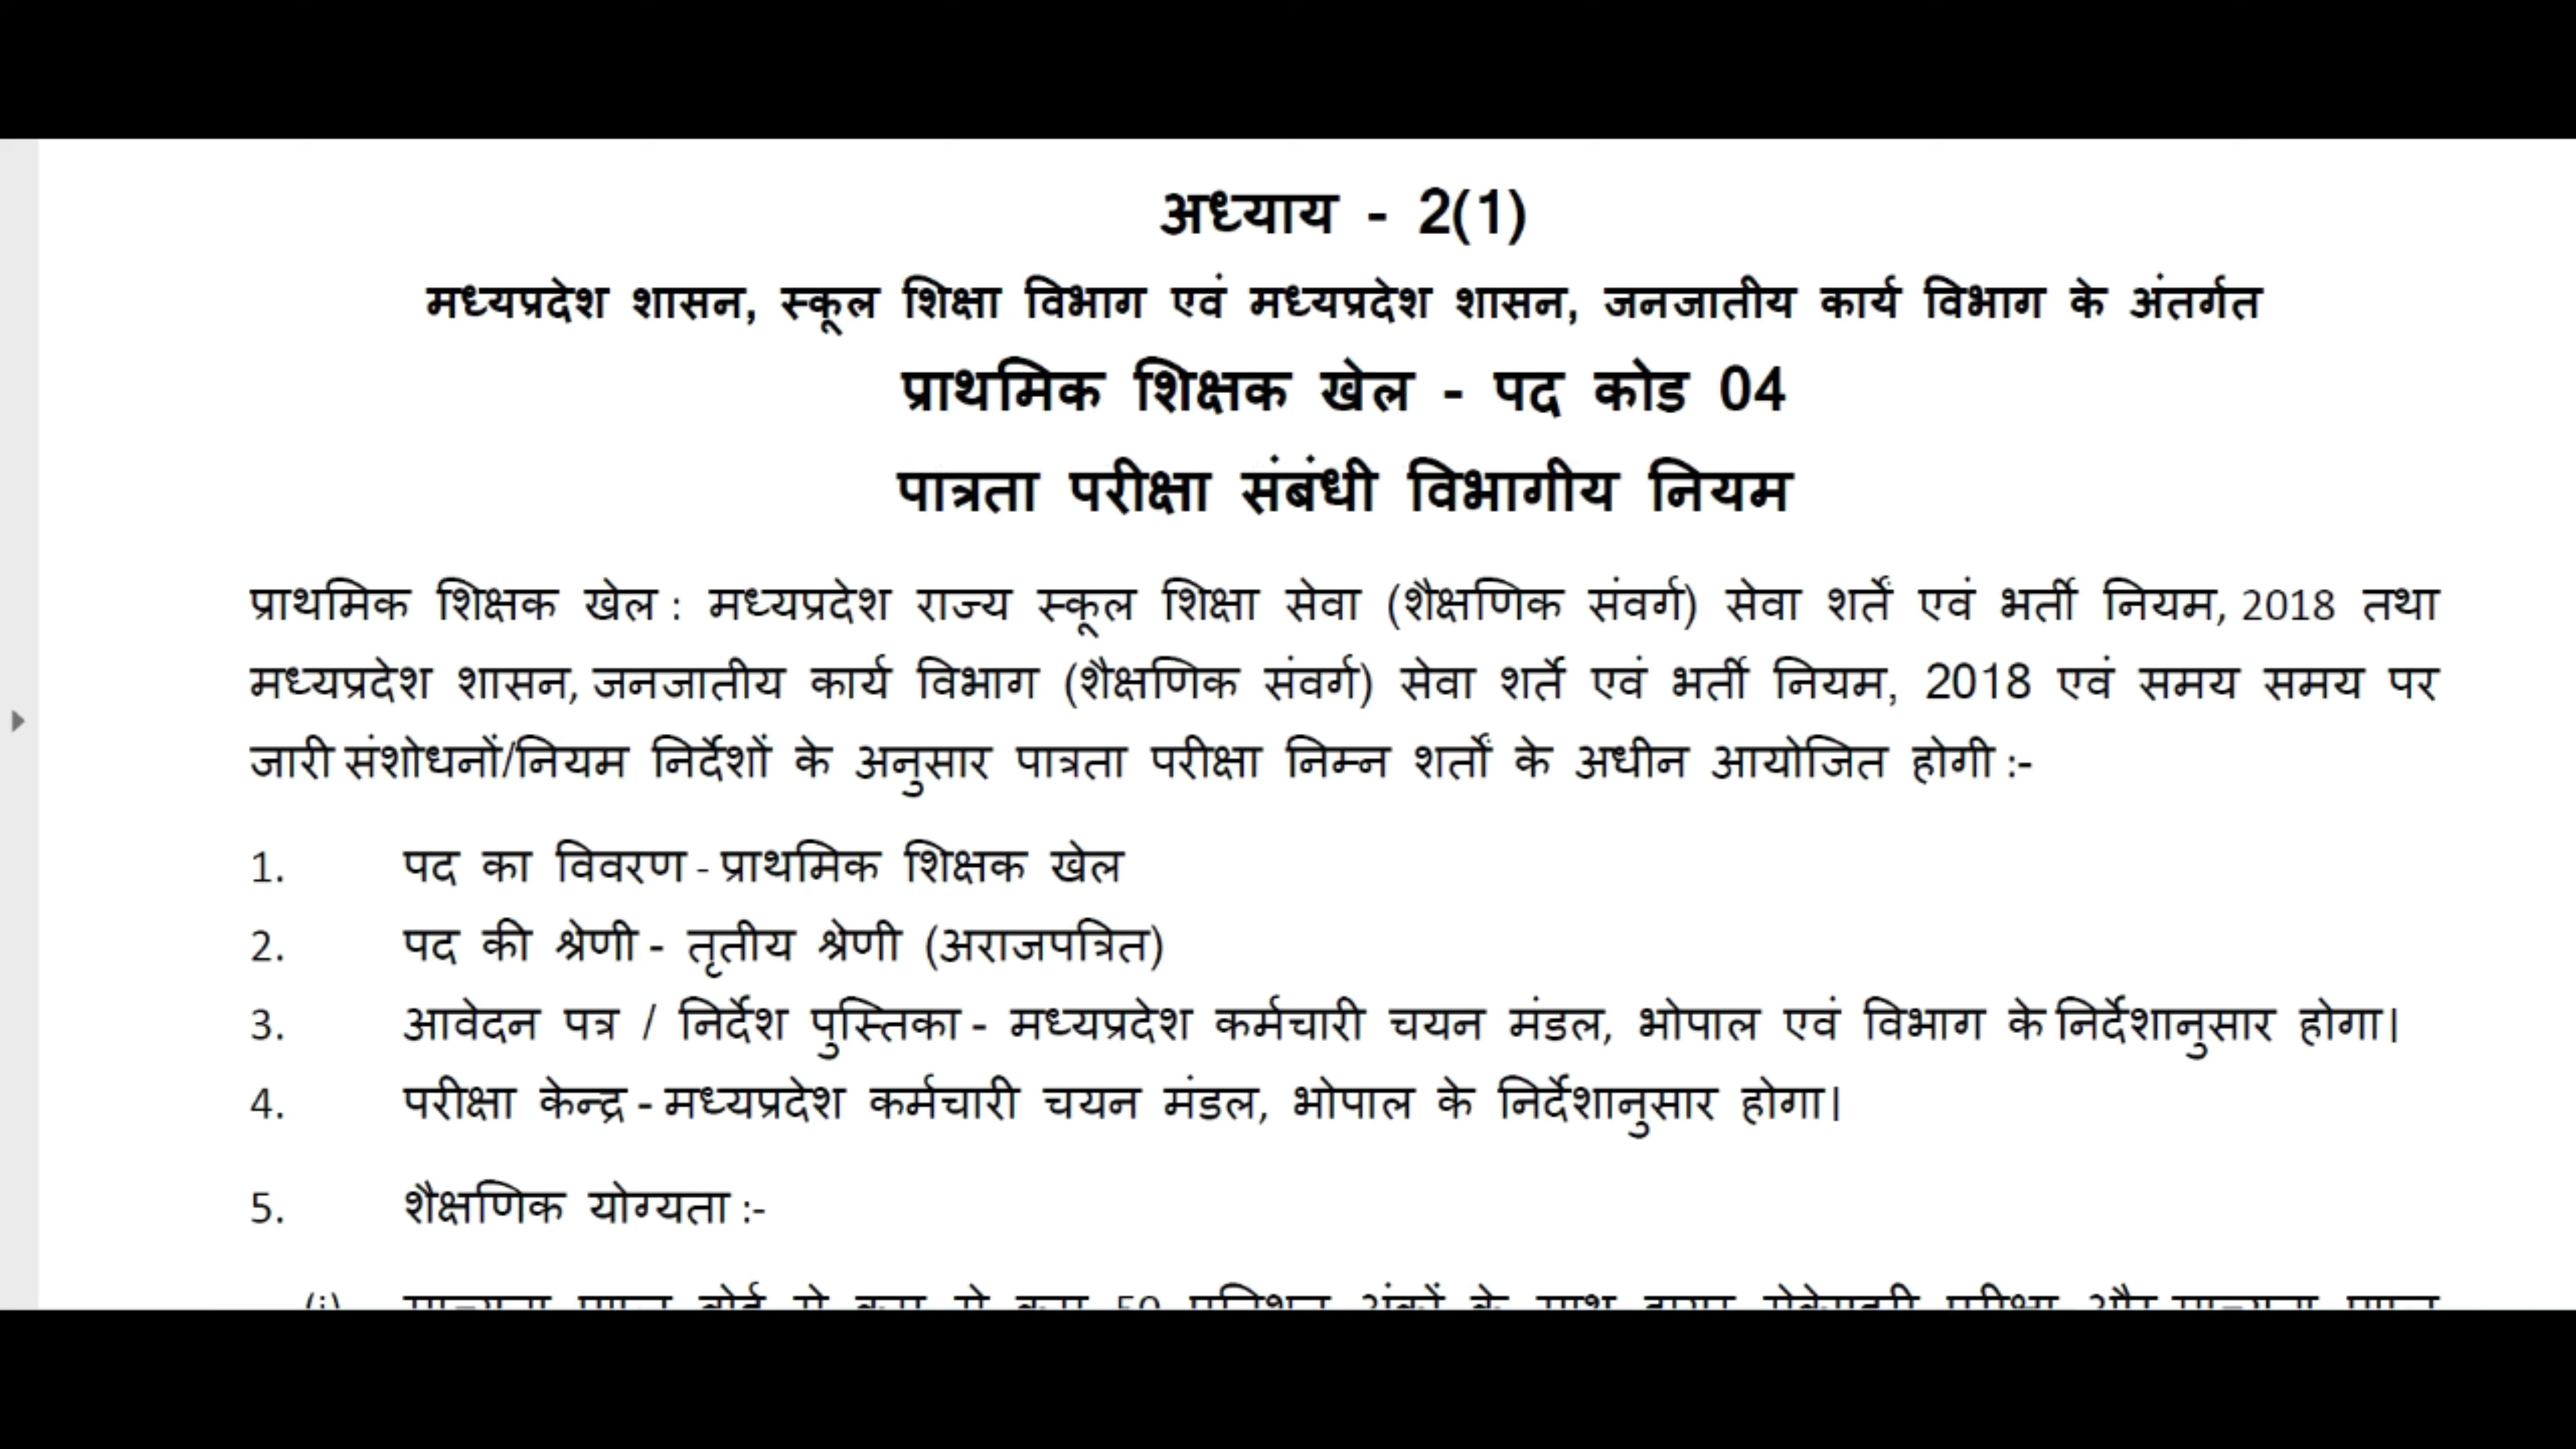 अध्याय - 2(1)
मध्यप्रदेश शासन, स्कूल शिक्षा विभाग एवं मध्यप्रदेश शासन, जनजातीय कार्य विभाग के अंतर्गत
प्राथमिक शिक्षक खेल - पद कोड 04
पात्रता परीक्षा संबंधी विभागीय नियम
प्राथमिक शिक्षक खेल : मध्यप्रदेश राज्य स्कूल शिक्षा सेवा (शैक्षणिक संवर्ग) सेवा शर्तें एवं भर्ती नियम, 2018 तथा
मध्यप्रदेश शासन, जनजातीय कार्य विभाग (शैक्षणिक संवर्ग) सेवा शर्ते एवं भर्ती नियम, 2018 एवं समय समय पर
जारी संशोधनों/नियम निर्देशों के अनुसार पात्रता परीक्षा निम्न शर्तों के अधीन आयोजित होगी :-
1. पद का विवरण - प्राथमिक शिक्षक खेल
2. पद की श्रेणी - तृतीय श्रेणी (अराजपत्रित)
3. आवेदन पत्र / निर्देश पुस्तिका - मध्यप्रदेश कर्मचारी चयन मंडल, भोपाल एवं विभाग के निर्देशानुसार होगा।
4. परीक्षा केन्द्र - मध्यप्रदेश कर्मचारी चयन मंडल, भोपाल के निर्देशानुसार होगा।
5. शैक्षणिक योग्यता :-